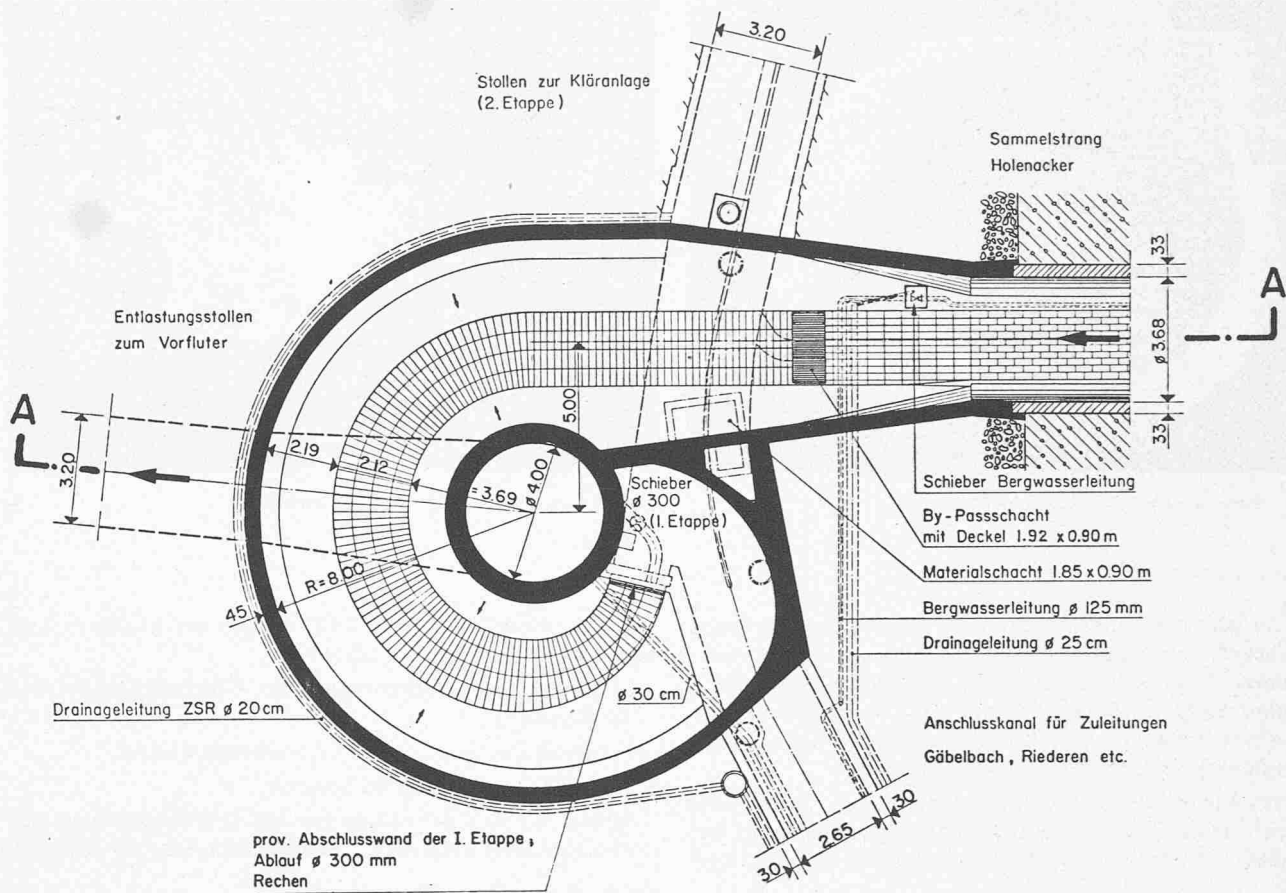 3.20
Stollen zur Kläranlage
(2. Etappe)
Sammelstrang
Holenacker
33
A
Entlastungsstollen
zum Vorfluter
ø 3.68
5.00
A
33
3.20
2.19
2.12
= 3.69
ø 4.00
Schieber
ø 300
(I. Etappe)
Schieber Bergwasserleitung
By-Passschacht
mit Deckel 1.92 x 0.90 m
R = 8.00
Materialschacht 1.85 x 0.90 m
45
Bergwasserleitung ø 125 mm
Drainageleitung ø 25 cm
ø 30 cm
Drainageleitung ZSR ø 20 cm
Anschlusskanal für Zuleitungen
Gäbelbach, Riederen etc.
30
2.65
30
prov. Abschlusswand der I. Etappe;
Ablauf ø 300 mm
Rechen